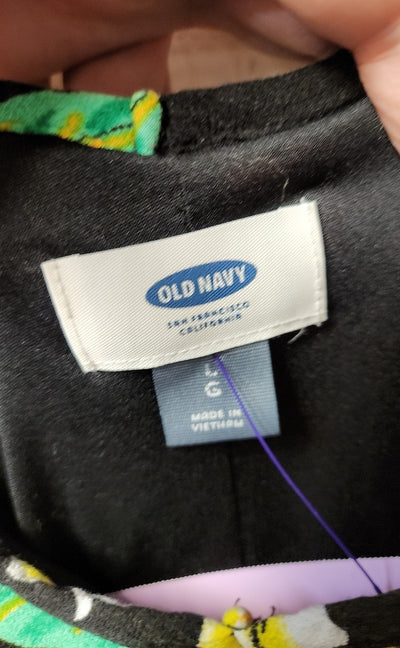 OLD NAVY
SAN FRANCISCO
CALIFORNIA
L
G
MADE IN
VIETNAM